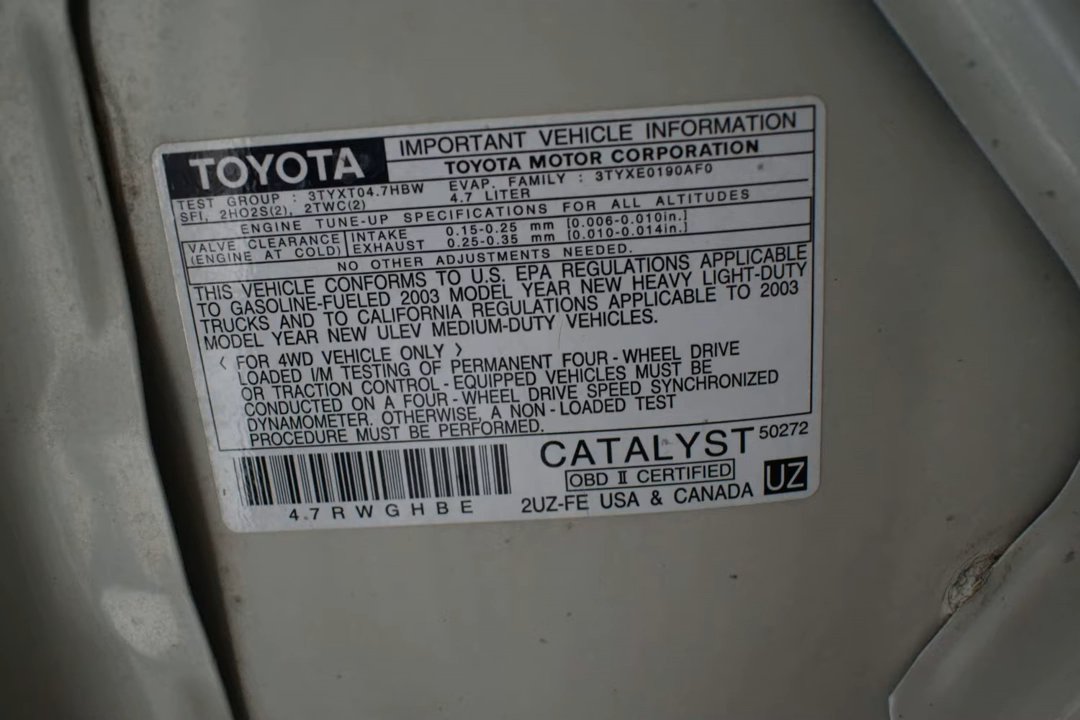 TOYOTA
IMPORTANT VEHICLE INFORMATION
TOYOTA MOTOR CORPORATION
TEST GROUP : 3TYXT04.7HBW EVAP. FAMILY : 3TYXE0190AF0
SFI, 2HO2S(2), 2TWC(2) 4.7 LITER
ENGINE TUNE-UP SPECIFICATIONS FOR ALL ALTITUDES
VALVE CLEARANCE INTAKE 0.15-0.25 mm [0.006-0.010in.]
(ENGINE AT COLD) EXHAUST 0.25-0.35 mm [0.010-0.014in.]
NO OTHER ADJUSTMENTS NEEDED.
THIS VEHICLE CONFORMS TO U.S. EPA REGULATIONS APPLICABLE
TO GASOLINE-FUELED 2003 MODEL YEAR NEW HEAVY LIGHT-DUTY
TRUCKS AND TO CALIFORNIA REGULATIONS APPLICABLE TO 2003
MODEL YEAR NEW ULEV MEDIUM-DUTY VEHICLES.
〈 FOR 4WD VEHICLE ONLY 〉
LOADED I/M TESTING OF PERMANENT FOUR-WHEEL DRIVE
OR TRACTION CONTROL-EQUIPPED VEHICLES MUST BE
CONDUCTED ON A FOUR-WHEEL DRIVE SPEED SYNCHRONIZED
DYNAMOMETER. OTHERWISE, A NON-LOADED TEST
PROCEDURE MUST BE PERFORMED.
CATALYST 50272
OBD II CERTIFIED
UZ
4.7RWGHBE
2UZ-FE USA & CANADA